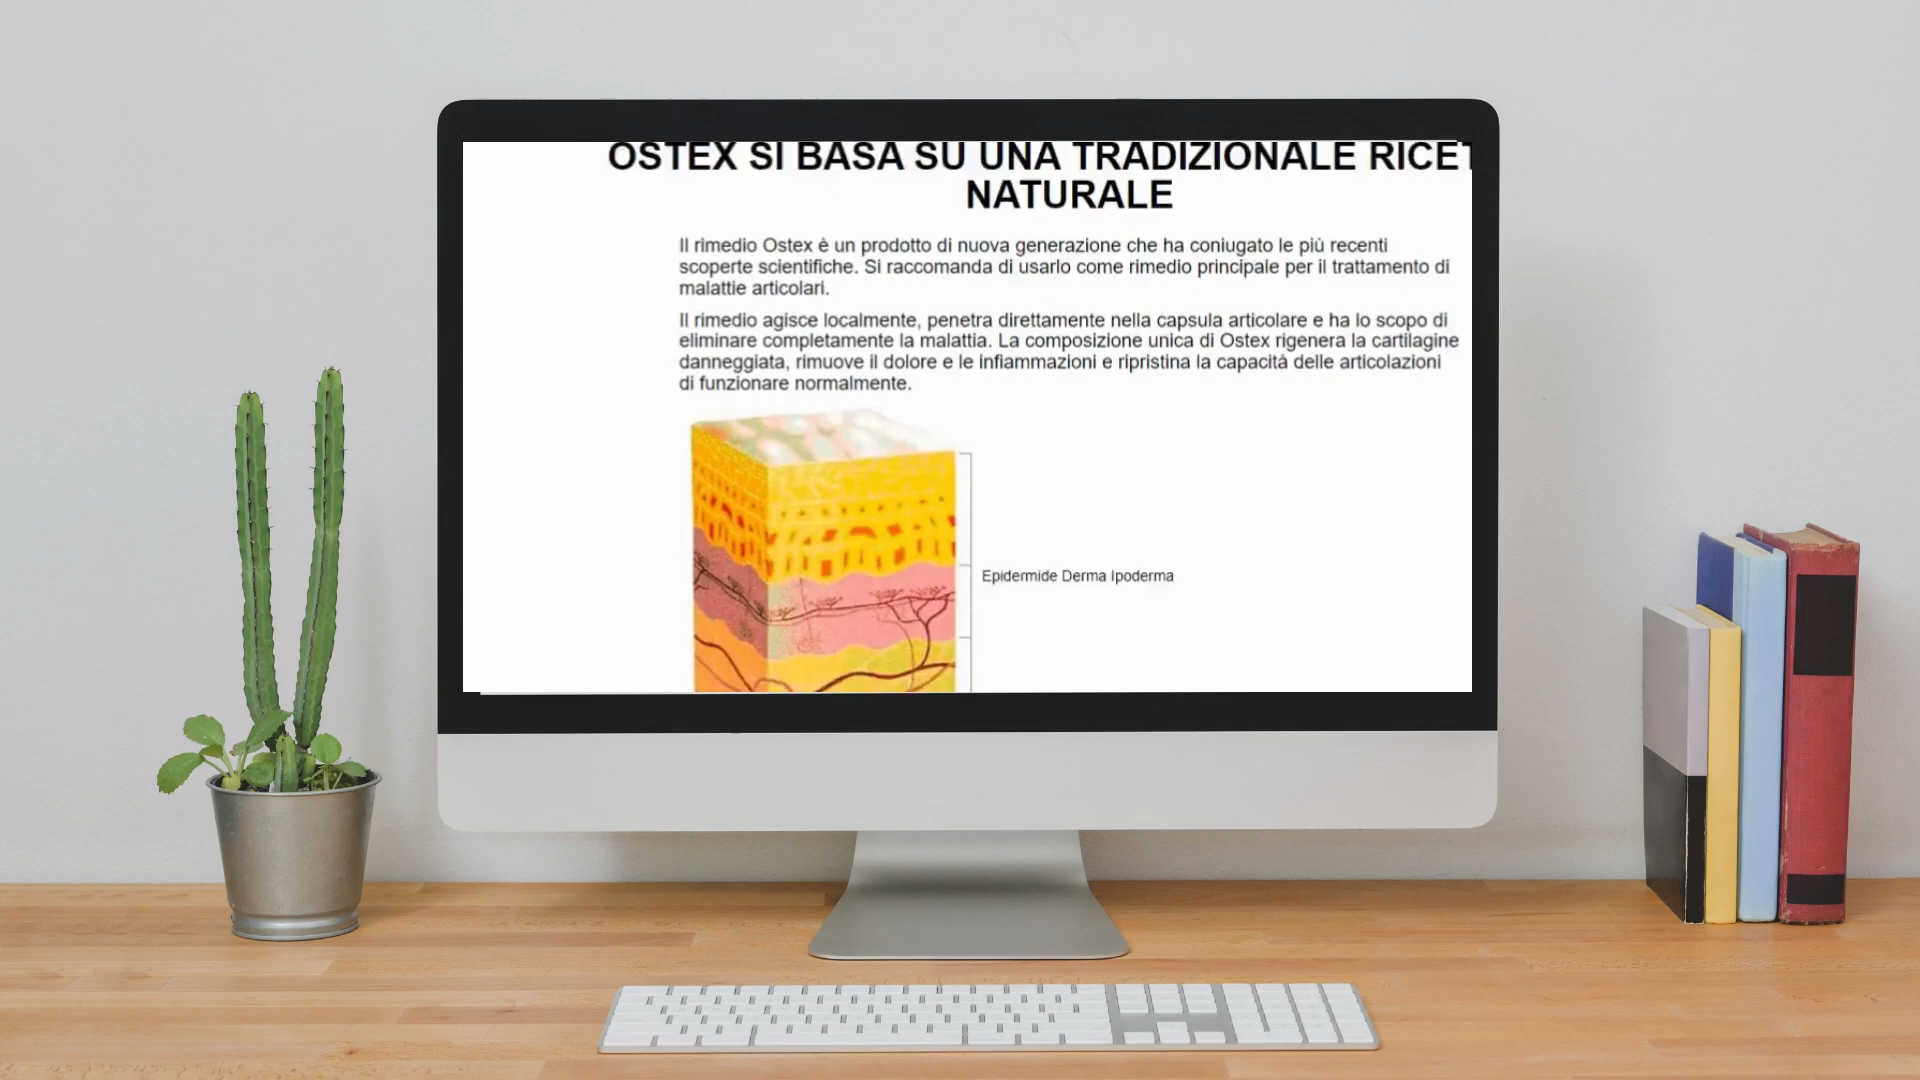 OSTEX SI BASA SU UNA TRADIZIONALE RICET
NATURALE
Il rimedio Ostex è un prodotto di nuova generazione che ha coniugato le più recenti
scoperte scientifiche. Si raccomanda di usarlo come rimedio principale per il trattamento di
malattie articolari.
Il rimedio agisce localmente, penetra direttamente nella capsula articolare e ha lo scopo di
eliminare completamente la malattia. La composizione unica di Ostex rigenera la cartilagine
danneggiata, rimuove il dolore e le infiammazioni e ripristina la capacità delle articolazioni
di funzionare normalmente.
Epidermide Derma Ipoderma